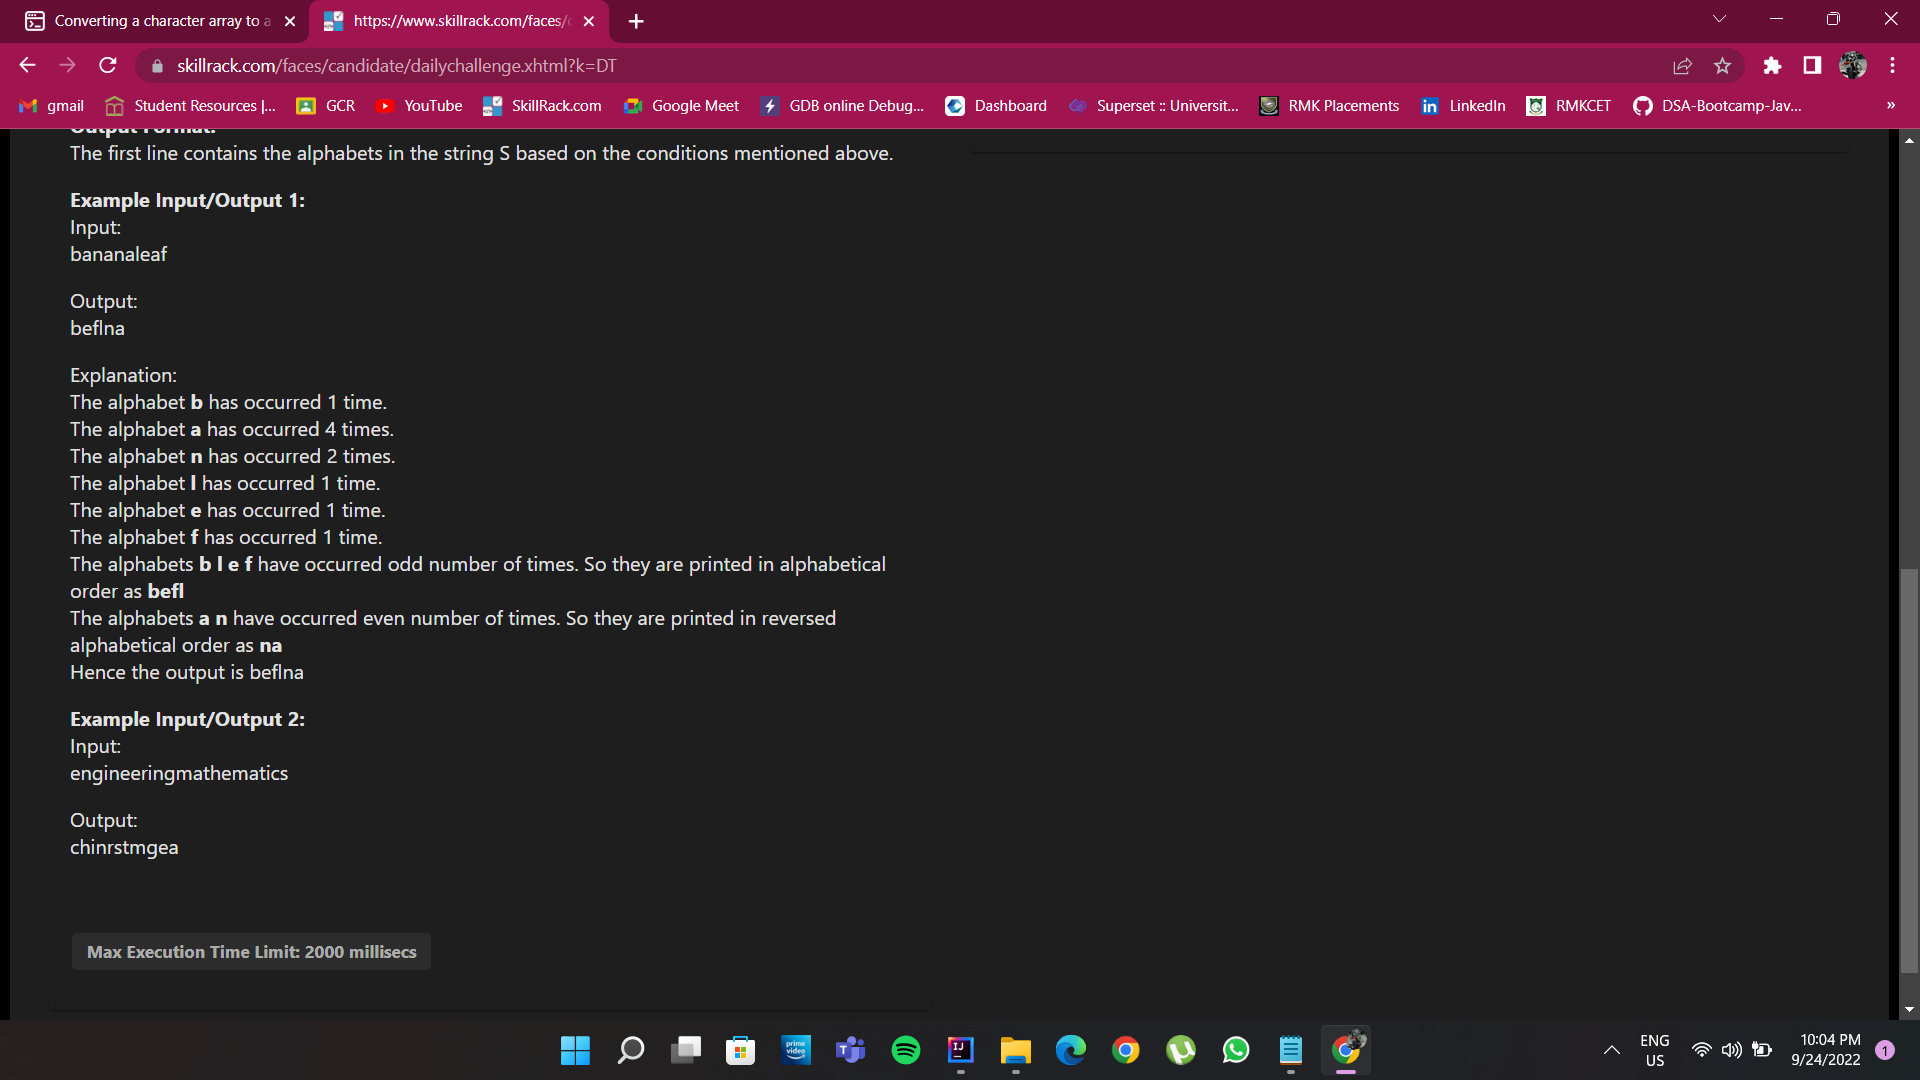 Converting a character array to a
https://www.skillrack.com/faces/
skillrack.com/faces/candidate/dailychallenge.xhtml?k=DT
gmail
Student Resources |...
GCR
YouTube
SkillRack.com
Google Meet
GDB online Debug...
Dashboard
Superset :: Universit...
RMK Placements
LinkedIn
RMKCET
DSA-Bootcamp-Jav...
»
Output Format:
The first line contains the alphabets in the string S based on the conditions mentioned above.
Example Input/Output 1:
Input:
bananaleaf
Output:
beflna
Explanation:
The alphabet b has occurred 1 time.
The alphabet a has occurred 4 times.
The alphabet n has occurred 2 times.
The alphabet l has occurred 1 time.
The alphabet e has occurred 1 time.
The alphabet f has occurred 1 time.
The alphabets b l e f have occurred odd number of times. So they are printed in alphabetical
order as befl
The alphabets a n have occurred even number of times. So they are printed in reversed
alphabetical order as na
Hence the output is beflna
Example Input/Output 2:
Input:
engineeringmathematics
Output:
chinrstmgea
Max Execution Time Limit: 2000 millisecs
prime
video
IJ
ENG
US
10:04 PM
9/24/2022
1